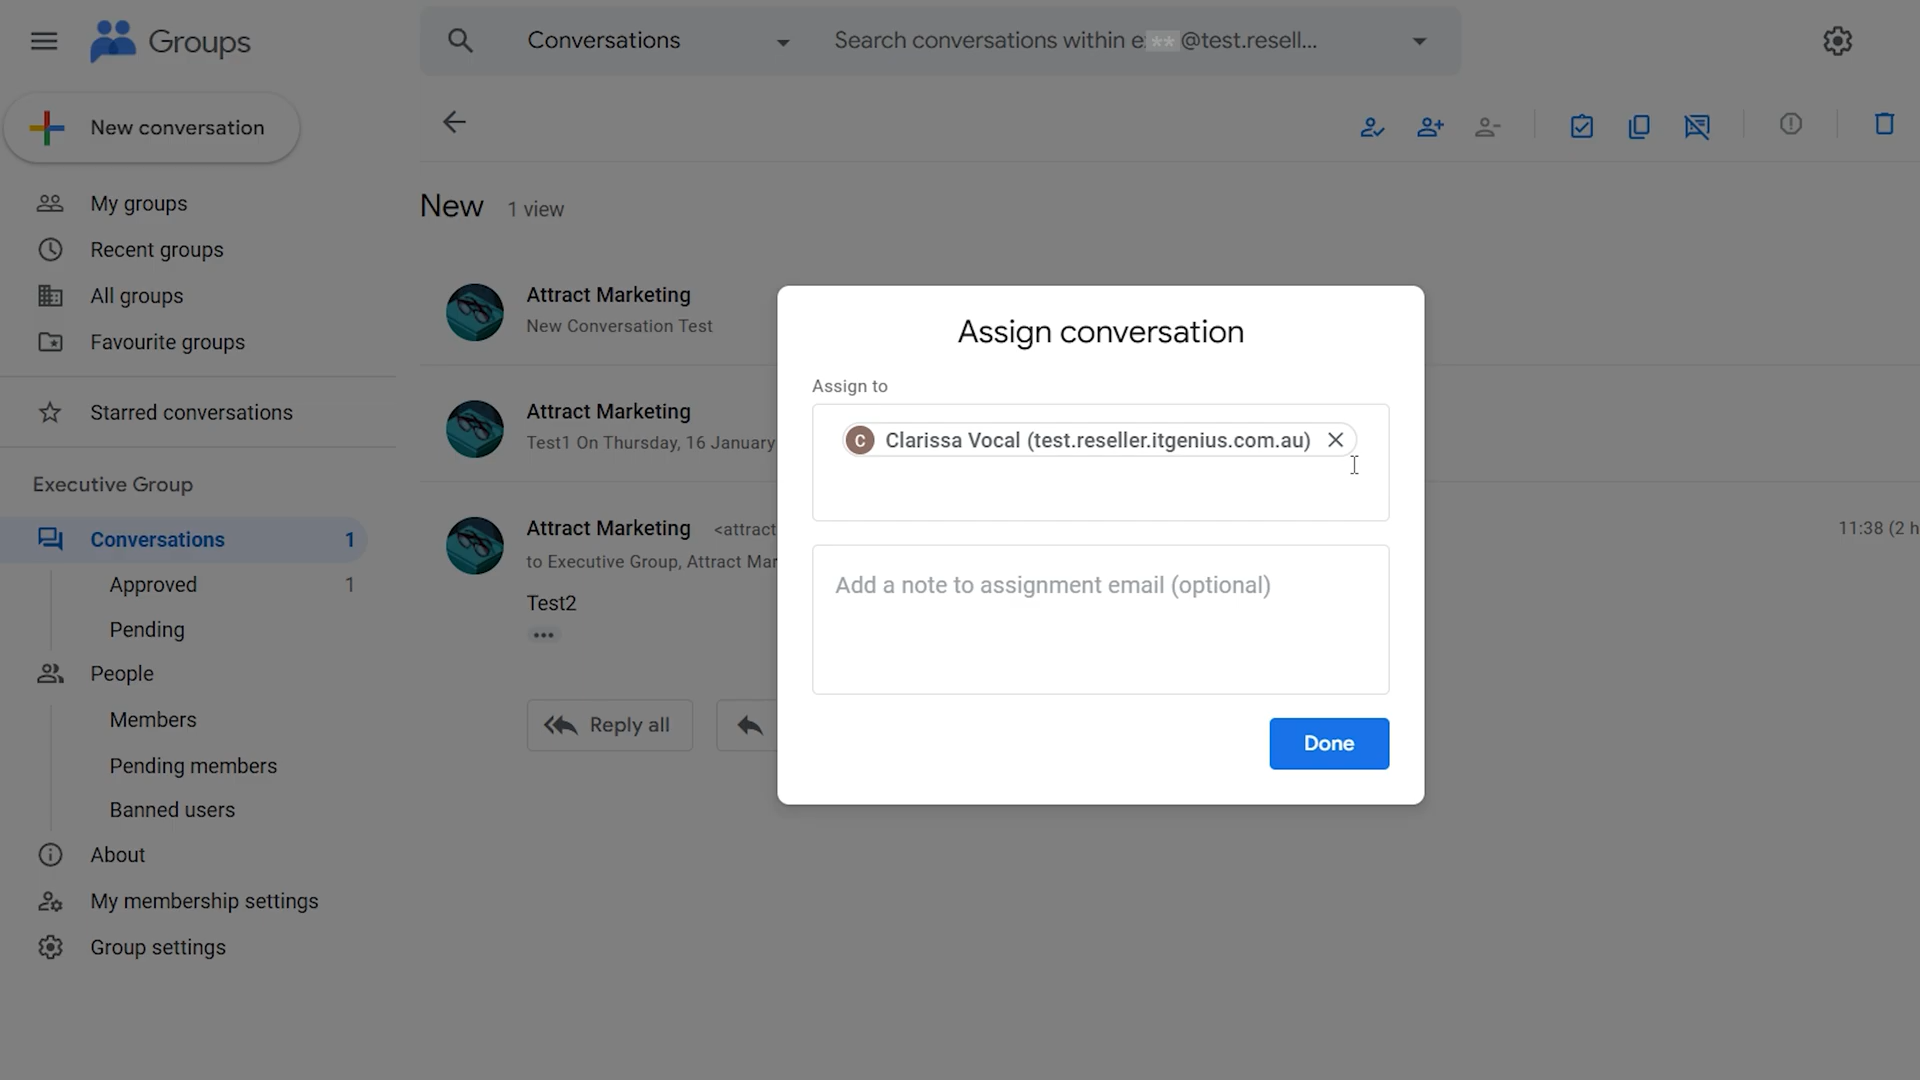 Groups
Conversations
Search conversations within e**@test.resell...
New conversation
My groups
Recent groups
All groups
Favourite groups
Starred conversations
Executive Group
Conversations 1
Approved 1
Pending
People
Members
Pending members
Banned users
About
My membership settings
Group settings
New 1 view
Attract Marketing
New Conversation Test
Attract Marketing
Test1 On Thursday, 16 January
Attract Marketing <attract
11:38 (2 h
to Executive Group, Attract Mar
Test2
Reply all
Assign conversation
Assign to
C Clarissa Vocal (test.reseller.itgenius.com.au)
Add a note to assignment email (optional)
Done